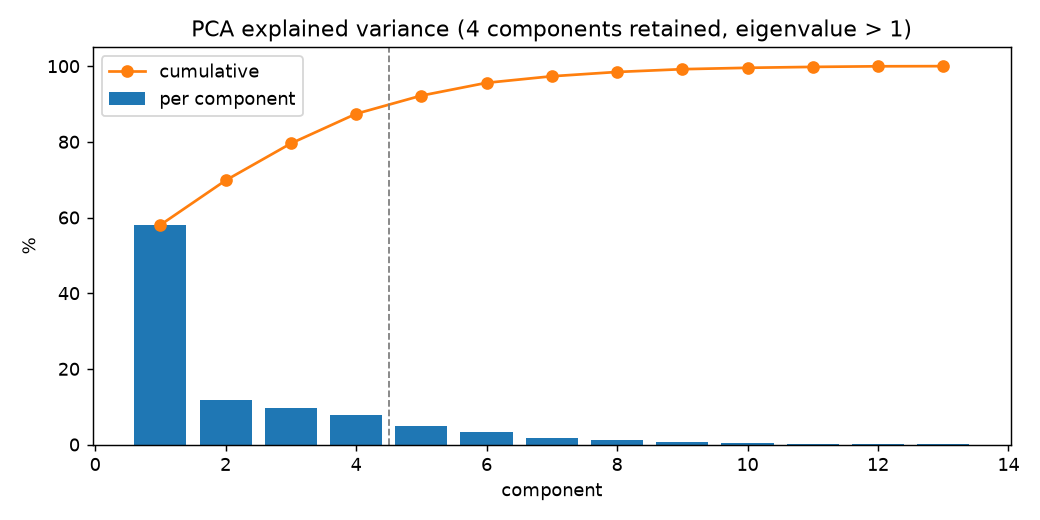 PCA explained variance (4 components retained, eigenvalue > 1)
cumulative
per component
%
100
80
60
40
20
0
0 2 4 6 8 10 12 14
component